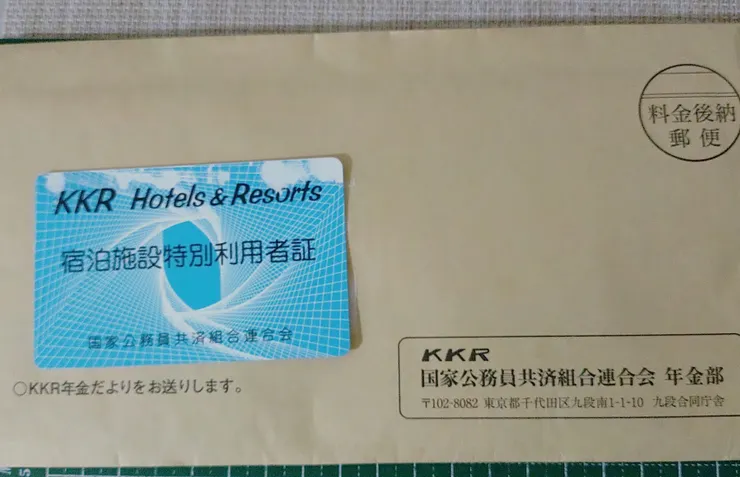 料金後納
郵便
KKR Hotels & Resorts
宿泊施設特別利用者証
国家公務員共済組合連合会
○KKR年金だよりをお送りします。
KKR
国家公務員共済組合連合会 年金部
〒102-8082 東京都千代田区九段南1-1-10 九段合同庁舎